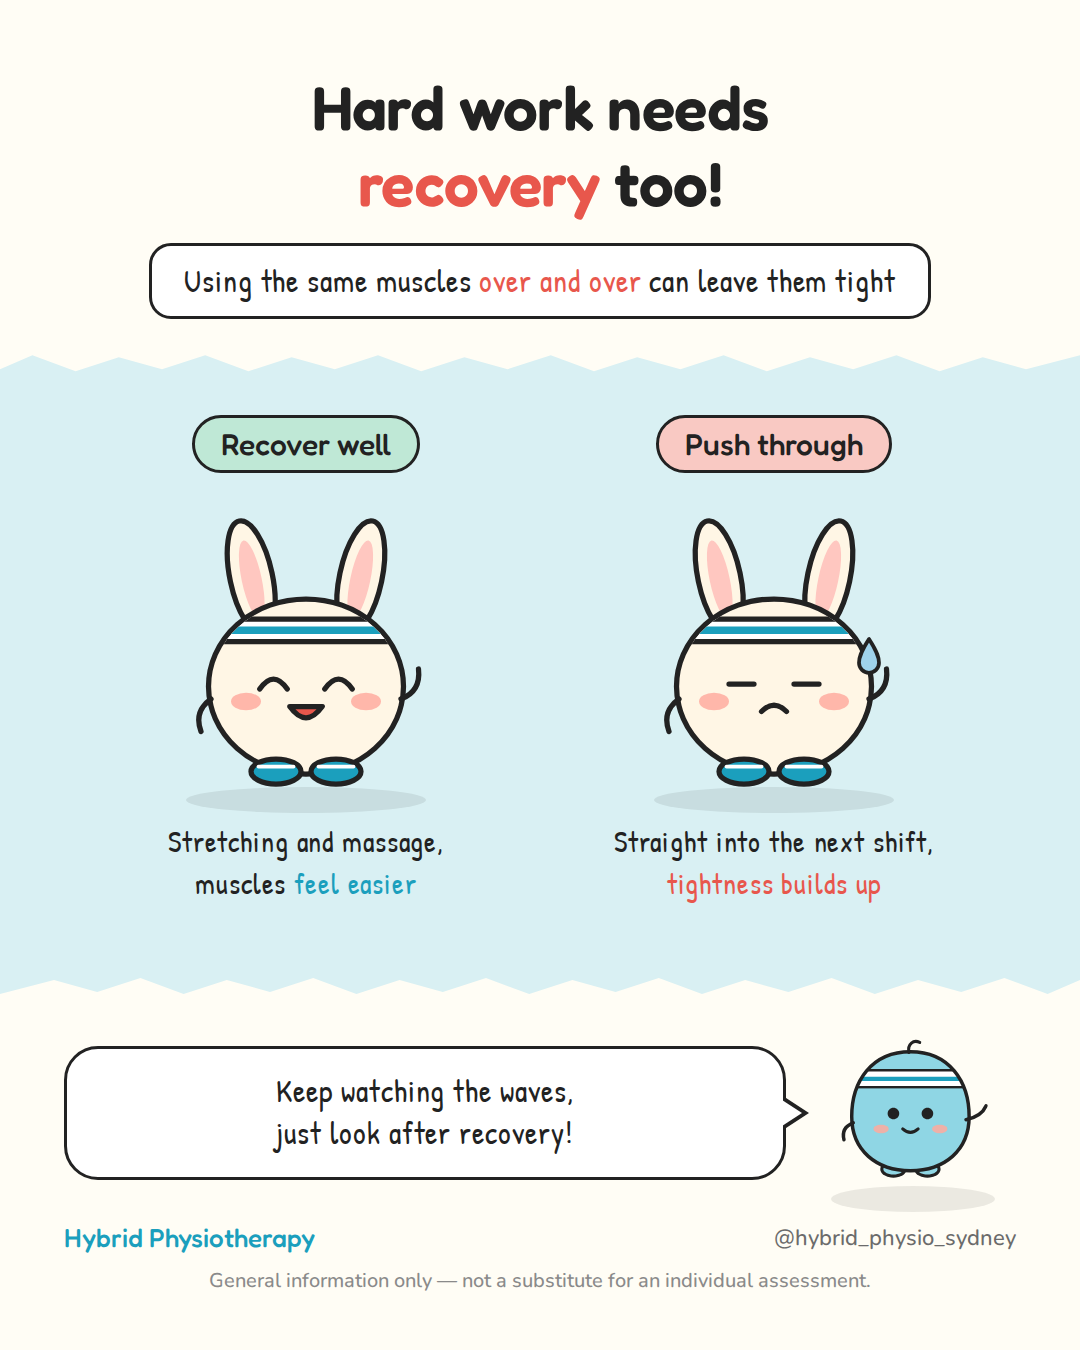 Hard work needs
recovery too!
Using the same muscles over and over can leave them tight
Recover well
Push through
Stretching and massage,
muscles feel easier
Straight into the next shift,
tightness builds up
Keep watching the waves,
just look after recovery!
Hybrid Physiotherapy
@hybrid_physio_sydney
General information only — not a substitute for an individual assessment.